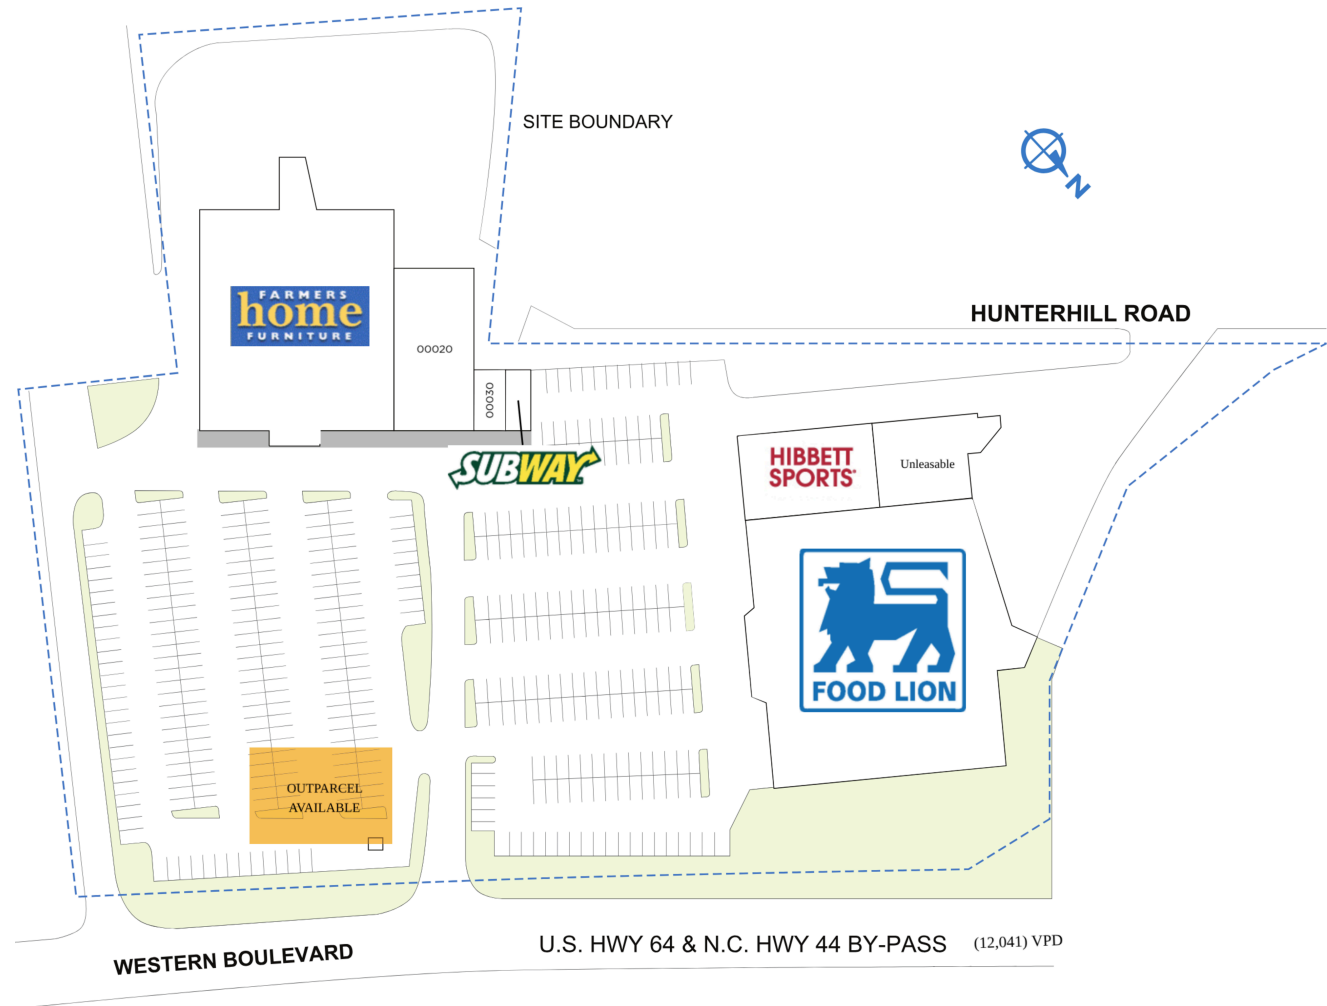 SITE BOUNDARY
N
FARMERS
home
FURNITURE
HUNTERHILL ROAD
00020
00030
SUBWAY
HIBBETT
SPORTS
Unleasable
FOOD LION
OUTPARCEL
AVAILABLE
WESTERN BOULEVARD
U.S. HWY 64 & N.C. HWY 44 BY-PASS (12,041) VPD